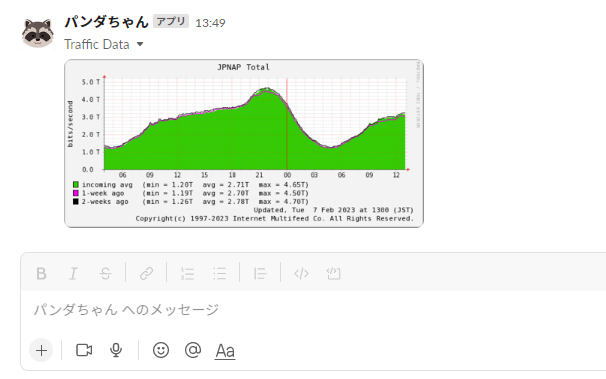 パンダちゃん アプリ 13:49
Traffic Data
JPNAP Total
bits/second
5.0 T
4.0 T
3.0 T
2.0 T
1.0 T
0.0
06 09 12 15 18 21 00 03 06 09 12
incoming avg (min = 1.20T avg = 2.71T max = 4.65T)
1-week ago (min = 1.19T avg = 2.70T max = 4.50T)
2-weeks ago (min = 1.26T avg = 2.78T max = 4.70T)
Updated, Tue 7 Feb 2023 at 1300 (JST)
Copyright(c) 1997-2023 Internet Multifeed Co. All Rights Reserved.
B I S
パンダちゃん へのメッセージ
Aa